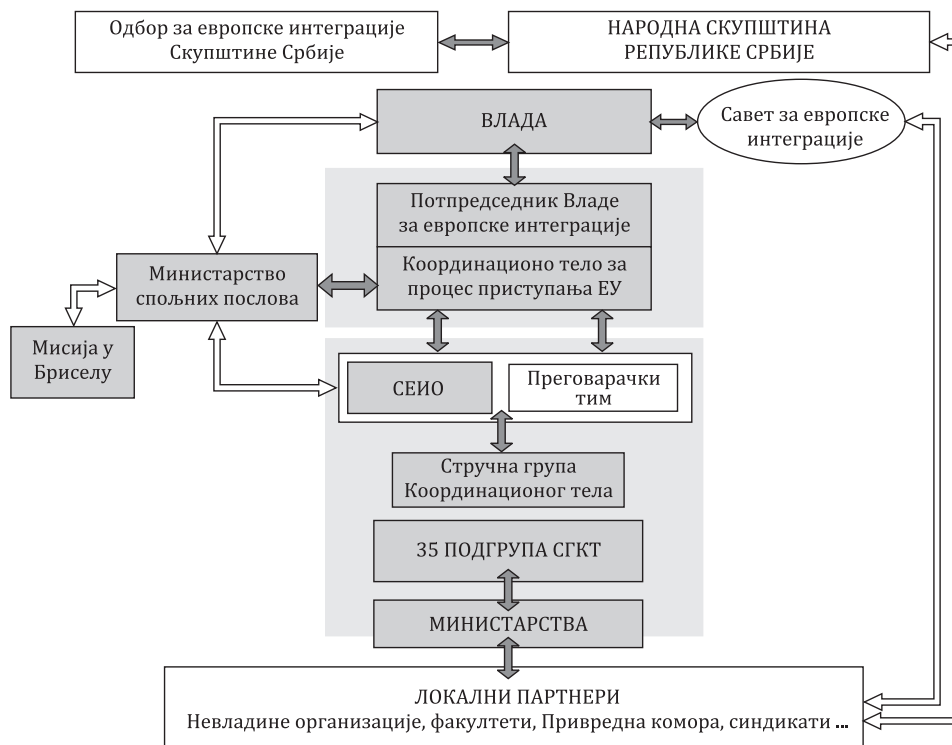 Одбор за европске интеграције
Скупштине Србије
НАРОДНА СКУПШТИНА
РЕПУБЛИКЕ СРБИЈЕ
ВЛАДА
Савет за европске
интеграције
Потпредседник Владе
за европске интеграције
Координационо тело за
процес приступања ЕУ
Министарство
спољних послова
Мисија у
Бриселу
СЕИО
Преговарачки
тим
Стручна група
Координационог тела
35 ПОДГРУПА СГКТ
МИНИСТАРСТВА
ЛОКАЛНИ ПАРТНЕРИ
Невладине организације, факултети, Привредна комора, синдикати ...